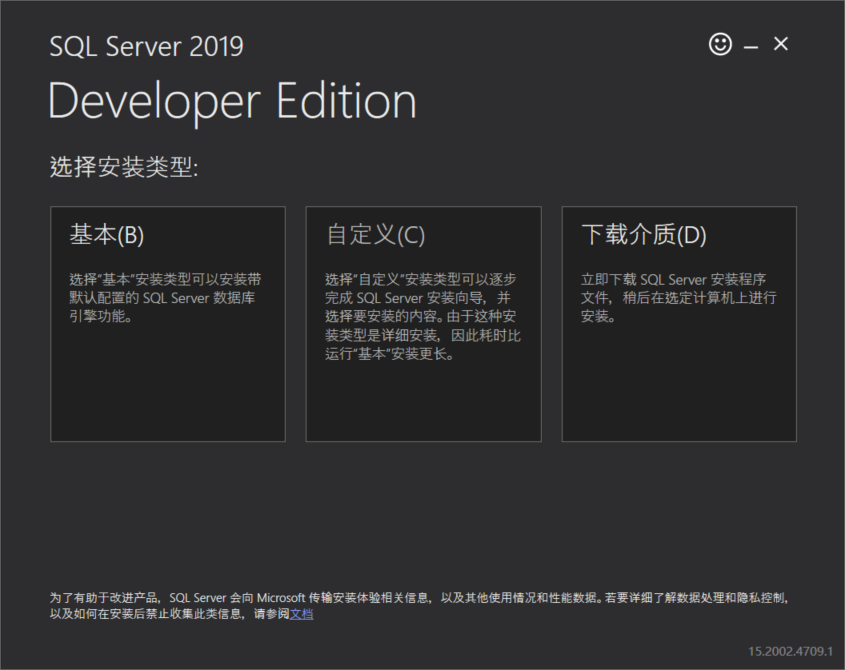 SQL Server 2019
Developer Edition
选择安装类型:
基本(B)
选择"基本"安装类型可以安装带
默认配置的 SQL Server 数据库
引擎功能。
自定义(C)
选择"自定义"安装类型可以逐步
完成 SQL Server 安装向导，并
选择要安装的内容。由于这种安
装类型是详细安装，因此耗时比
运行"基本"安装更长。
下载介质(D)
立即下载 SQL Server 安装程序
文件，稍后在选定计算机上进行
安装。
为了有助于改进产品，SQL Server 会向 Microsoft 传输安装体验相关信息，以及其他使用情况和性能数据。若要详细了解数据处理和隐私控制，
以及如何在安装后禁止收集此类信息，请参阅文档
15.2002.4709.1